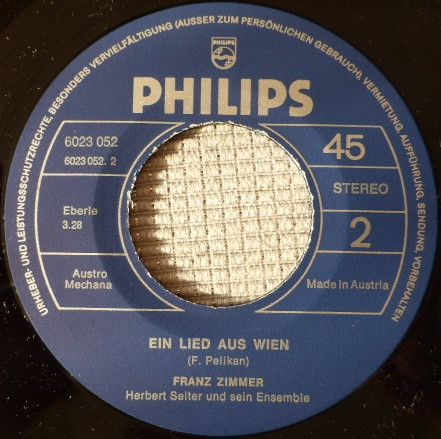 URHEBER- UND LEISTUNGSSCHUTZRECHTE, BESONDERS VERVIELFÄLTIGUNG (AUSSER ZUM PERSÖNLICHEN GEBRAUCH), VERMIETUNG, AUFFÜHRUNG, SENDUNG, VORBEHALTEN
PHILIPS
PHILIPS
6023 052
6023 052. 2
45
STEREO
Eberle
3.28
2
Austro
Mechana
Made in Austria
EIN LIED AUS WIEN
(F. Pelikan)
FRANZ ZIMMER
Herbert Seiter und sein Ensemble